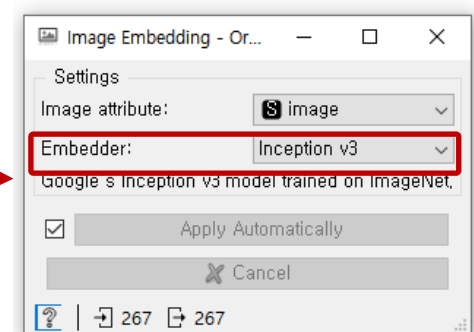 Image Embedding - Or...
Settings
Image attribute: S image
Embedder: Inception v3
Google's Inception v3 model trained on ImageNet.
Apply Automatically
Cancel
? 267 267